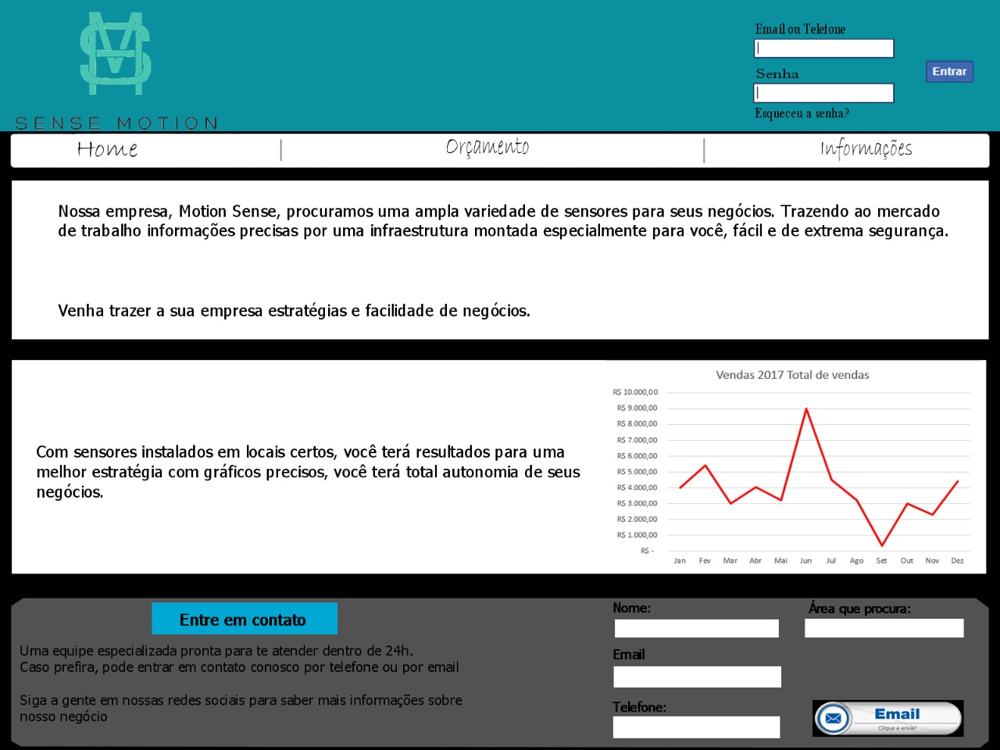 SENSE MOTION
Email ou Telefone
Senha
Esqueceu a senha?
Entrar
Home
Orçamento
Informações
Nossa empresa, Motion Sense, procuramos uma ampla variedade de sensores para seus negócios. Trazendo ao mercado
de trabalho informações precisas por uma infraestrutura montada especialmente para você, fácil e de extrema segurança.
Venha trazer a sua empresa estratégias e facilidade de negócios.
Com sensores instalados em locais certos, você terá resultados para uma
melhor estratégia com gráficos precisos, você terá total autonomia de seus
negócios.
Vendas 2017 Total de vendas
R$ 10.000,00
R$ 9.000,00
R$ 8.000,00
R$ 7.000,00
R$ 6.000,00
R$ 5.000,00
R$ 4.000,00
R$ 3.000,00
R$ 2.000,00
R$ 1.000,00
R$ -
Jan Fev Mar Abr Mai Jun Jul Ago Set Out Nov Dez
Entre em contato
Uma equipe especializada pronta para te atender dentro de 24h.
Caso prefira, pode entrar em contato conosco por telefone ou por email
Siga a gente em nossas redes sociais para saber mais informações sobre
nosso negócio
Nome:
Área que procura:
Email
Telefone:
Email
Clique e envie!